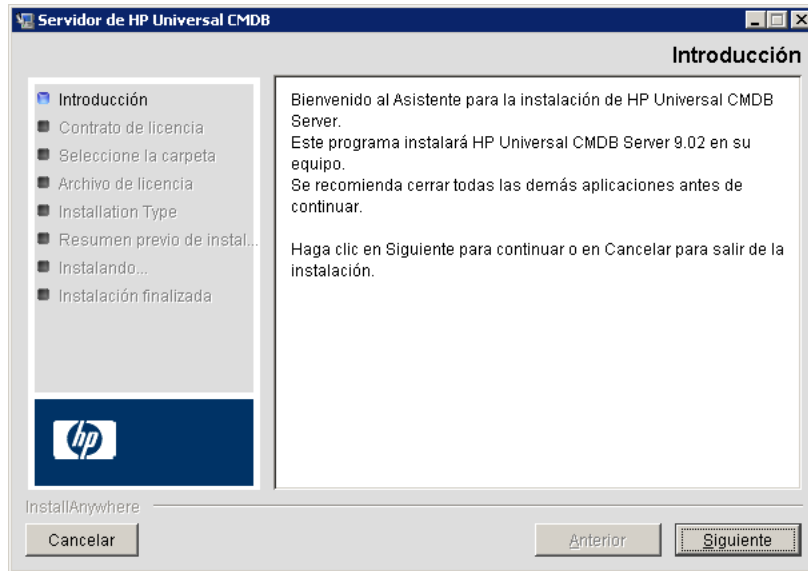 Servidor de HP Universal CMDB
Introducción
Introducción
Contrato de licencia
Seleccione la carpeta
Archivo de licencia
Installation Type
Resumen previo de instal...
Instalando...
Instalación finalizada
Bienvenido al Asistente para la instalación de HP Universal CMDB
Server.
Este programa instalará HP Universal CMDB Server 9.02 en su
equipo.
Se recomienda cerrar todas las demás aplicaciones antes de
continuar.
Haga clic en Siguiente para continuar o en Cancelar para salir de la
instalación.
hp
InstallAnywhere
Cancelar
Anterior
Siguiente